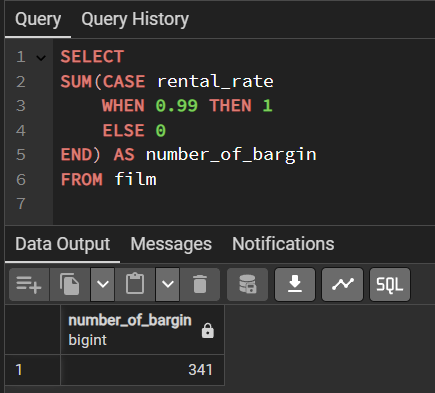 Query Query History
1 SELECT
2 SUM(CASE rental_rate
3 WHEN 0.99 THEN 1
4 ELSE 0
5 END) AS number_of_bargin
6 FROM film
7
Data Output Messages Notifications
SQL
number_of_bargin
bigint
1 341